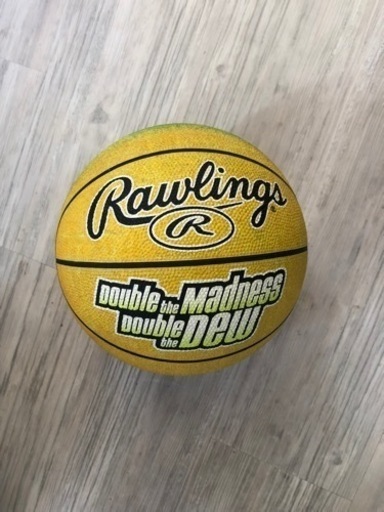 Rawlings
R
Double the Madness
Double the Dew